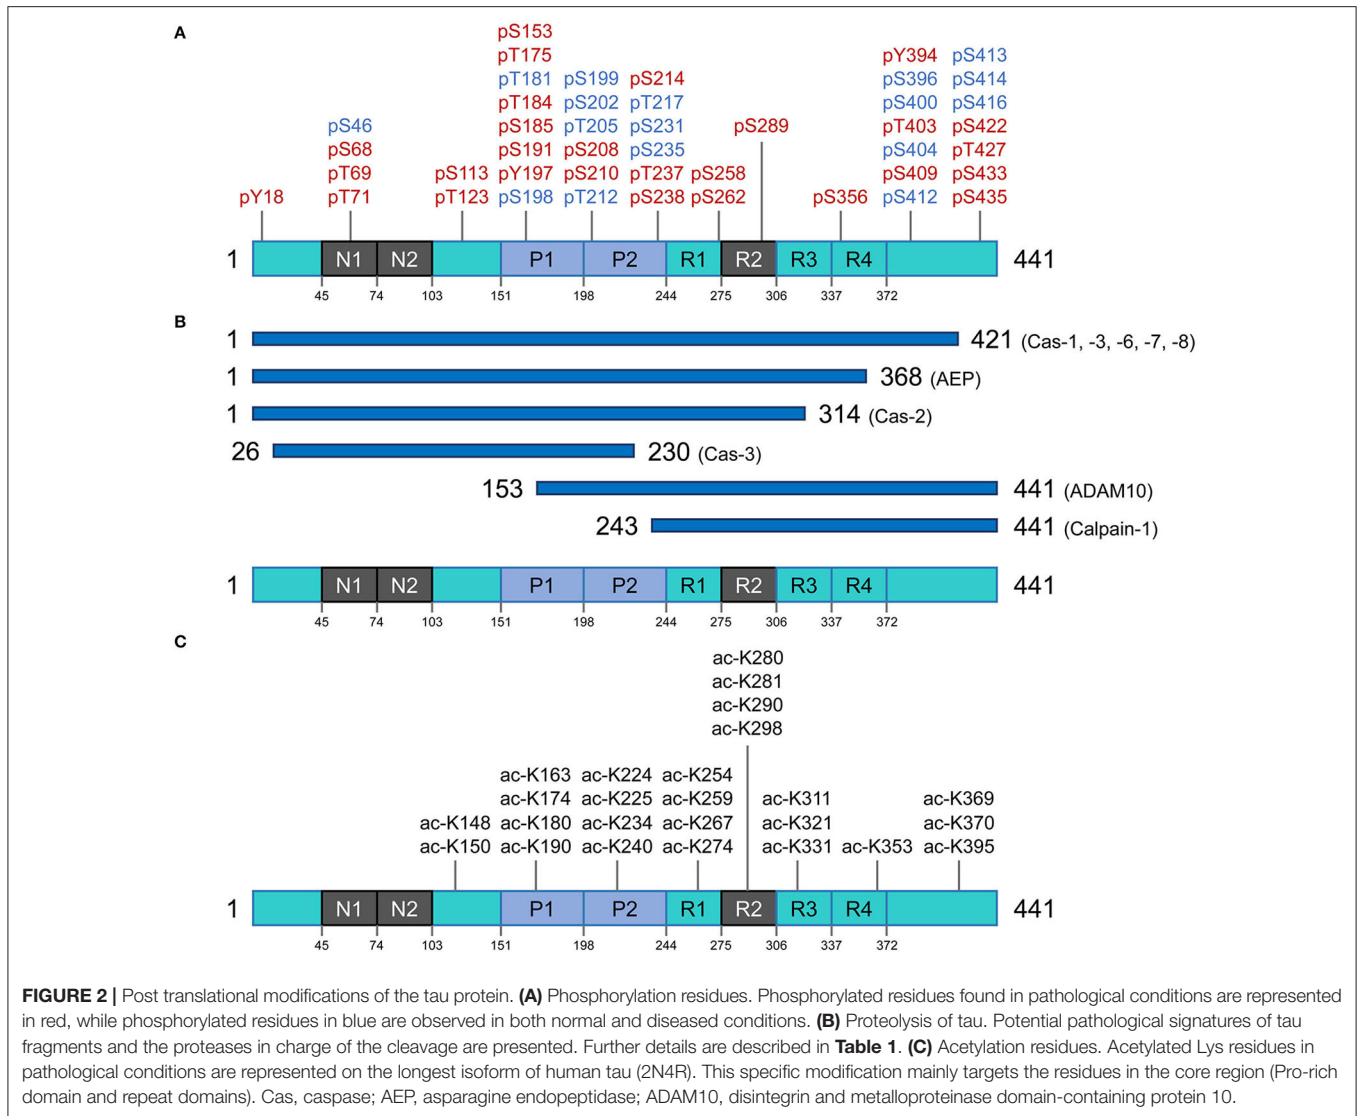 A
pS153
pT175
pT181 pS199 pS214
pT184 pS202 pT217
pS185 pT205 pS231
pS191 pS208 pS235
pY197 pS210 pT237
pS198 pT212 pS238
pY394 pS413
pS396 pS414
pS400 pS416
pT403 pS422
pS404 pT427
pS409 pS433
pS412 pS435
pS46
pS68
pT69
pT71
pY18
pS113
pT123
pS258
pS262
pS289
pS356
1 N1 N2 P1 P2 R1 R2 R3 R4 441
45 74 103 151 198 244 275 306 337 372
B
1 421 (Cas-1, -3, -6, -7, -8)
1 368 (AEP)
1 314 (Cas-2)
26 230 (Cas-3)
153 441 (ADAM10)
243 441 (Calpain-1)
1 N1 N2 P1 P2 R1 R2 R3 R4 441
45 74 103 151 198 244 275 306 337 372
C
ac-K280
ac-K281
ac-K290
ac-K298
ac-K163 ac-K224 ac-K254
ac-K174 ac-K225 ac-K259 ac-K311 ac-K369
ac-K148 ac-K180 ac-K234 ac-K267 ac-K321 ac-K370
ac-K150 ac-K190 ac-K240 ac-K274 ac-K331 ac-K353 ac-K395
1 N1 N2 P1 P2 R1 R2 R3 R4 441
45 74 103 151 198 244 275 306 337 372
FIGURE 2 | Post translational modifications of the tau protein. (A) Phosphorylation residues. Phosphorylated residues found in pathological conditions are represented
in red, while phosphorylated residues in blue are observed in both normal and diseased conditions. (B) Proteolysis of tau. Potential pathological signatures of tau
fragments and the proteases in charge of the cleavage are presented. Further details are described in Table 1. (C) Acetylation residues. Acetylated Lys residues in
pathological conditions are represented on the longest isoform of human tau (2N4R). This specific modification mainly targets the residues in the core region (Pro-rich
domain and repeat domains). Cas, caspase; AEP, asparagine endopeptidase; ADAM10, disintegrin and metalloproteinase domain-containing protein 10.